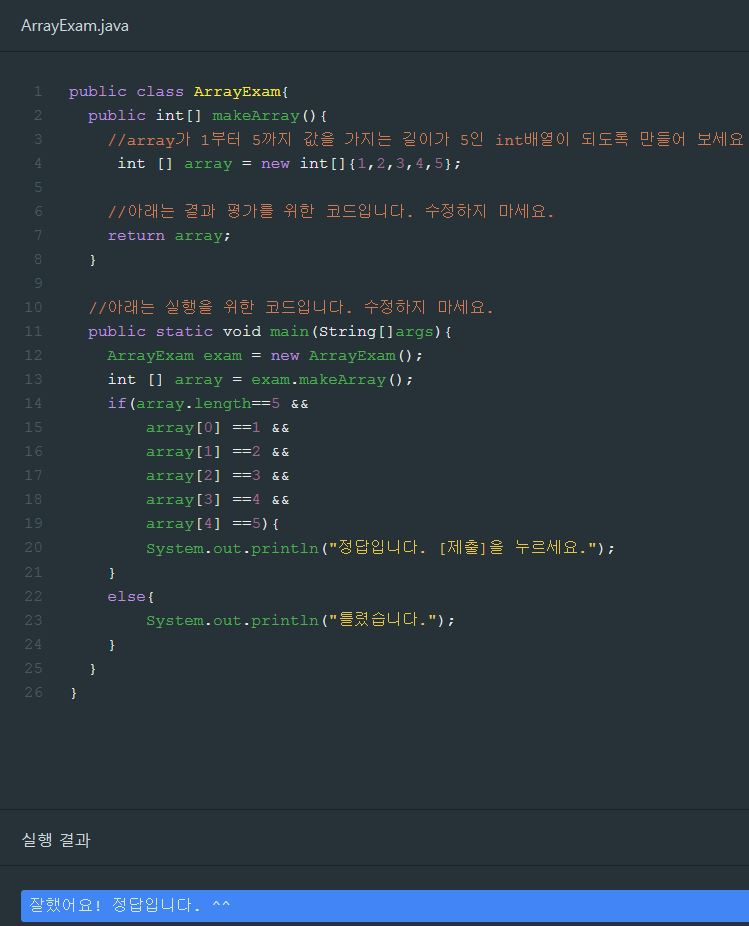 ArrayExam.java
1 public class ArrayExam{
2 public int[] makeArray(){
3 //array가 1부터 5까지 값을 가지는 길이가 5인 int배열이 되도록 만들어 보세요
4 int [] array = new int[]{1,2,3,4,5};
5
6 //아래는 결과 평가를 위한 코드입니다. 수정하지 마세요.
7 return array;
8 }
9
10 //아래는 실행을 위한 코드입니다. 수정하지 마세요.
11 public static void main(String[]args){
12 ArrayExam exam = new ArrayExam();
13 int [] array = exam.makeArray();
14 if(array.length==5 &&
15 array[0] ==1 &&
16 array[1] ==2 &&
17 array[2] ==3 &&
18 array[3] ==4 &&
19 array[4] ==5){
20 System.out.println("정답입니다. [제출]을 누르세요.");
21 }
22 else{
23 System.out.println("틀렸습니다.");
24 }
25 }
26 }
실행 결과
잘했어요! 정답입니다. ^^